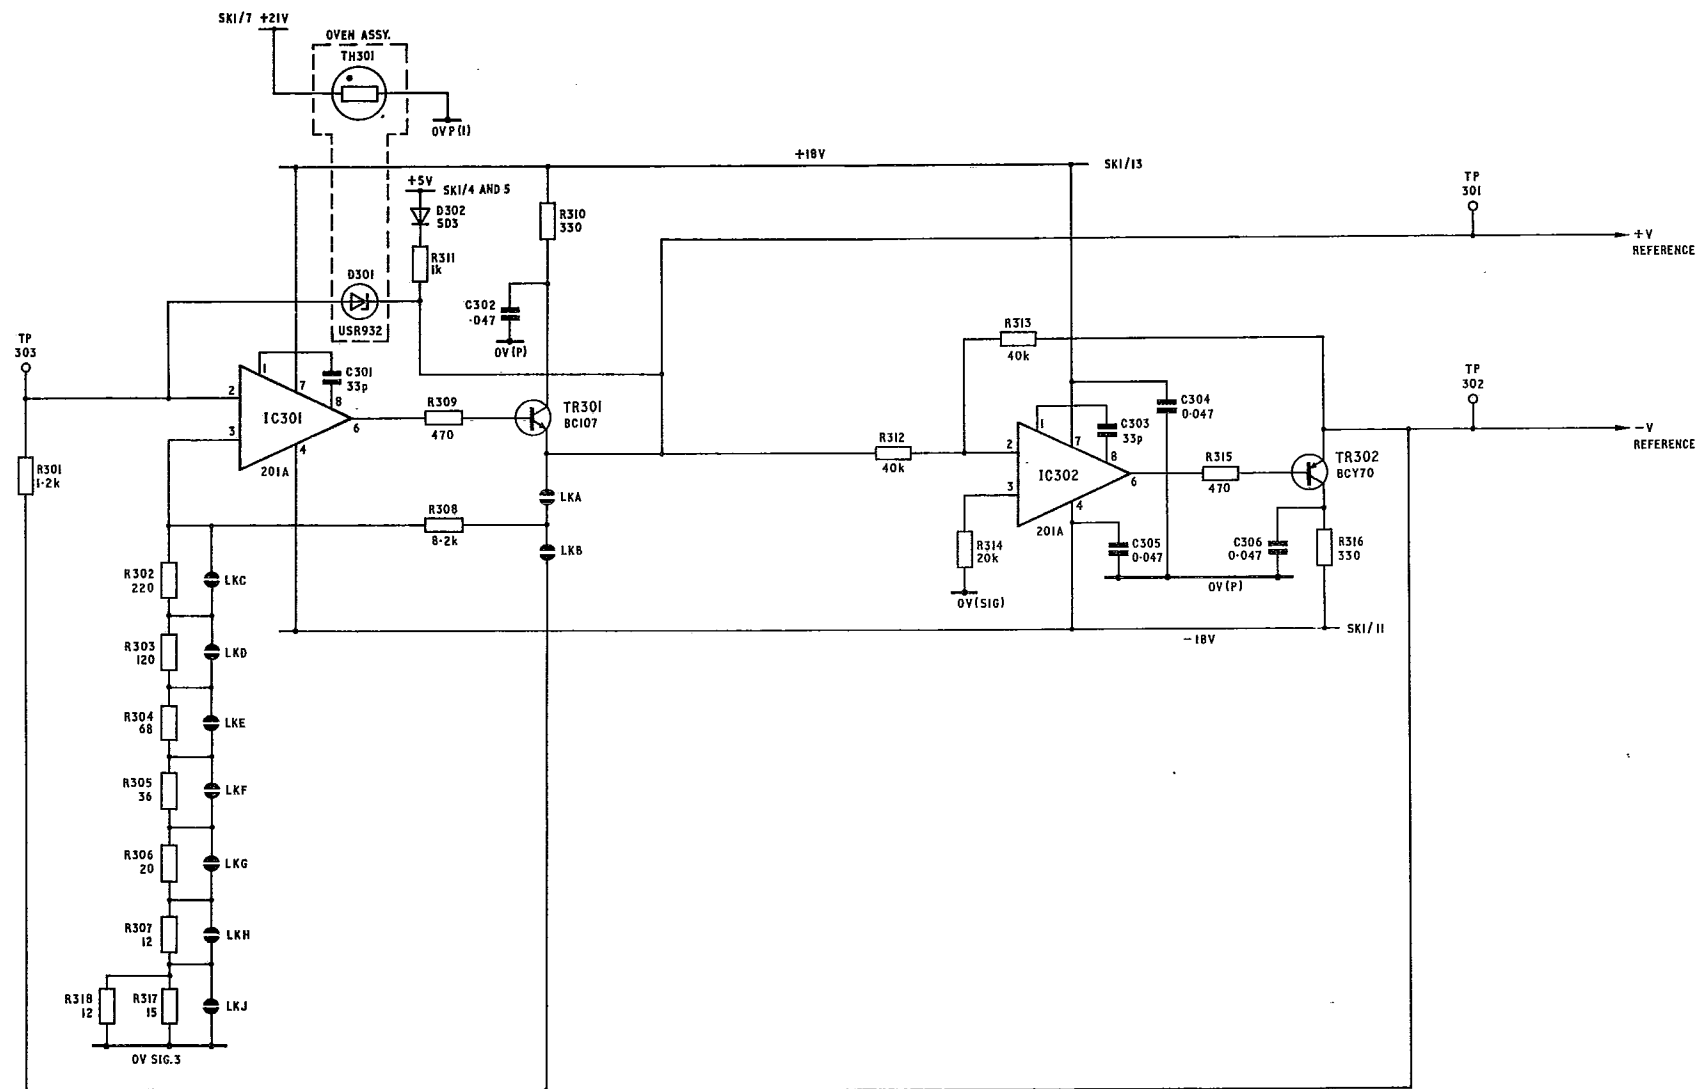 SKI/7 +21V
OVEN ASSY.
TH301
OVP(I)
+18V
SKI/13
+5V
SKI/4 AND 5
D302
SD3
R310
330
R311
1k
TP
301
+V
REFERENCE
D301
USR932
C302
·047
OV(P)
TP
303
R313
40k
C301
33p
1
2
7
8
IC301
3
6
4
201A
R309
470
TR301
BC107
C304
0·047
C303
33p
TP
302
-V
REFERENCE
R301
1·2k
R312
40k
1
2
7
8
IC302
3
6
4
201A
R315
470
TR302
BCY70
LKA
R308
8·2k
LKB
R314
20k
OV(SIG)
C305
0·047
C306
0·047
R316
330
OV(P)
R302
220
LKC
-18V
SKI/11
R303
120
LKD
R304
68
LKE
R305
36
LKF
R306
20
LKG
R307
12
LKH
R318
12
R317
15
LKJ
OV SIG.3